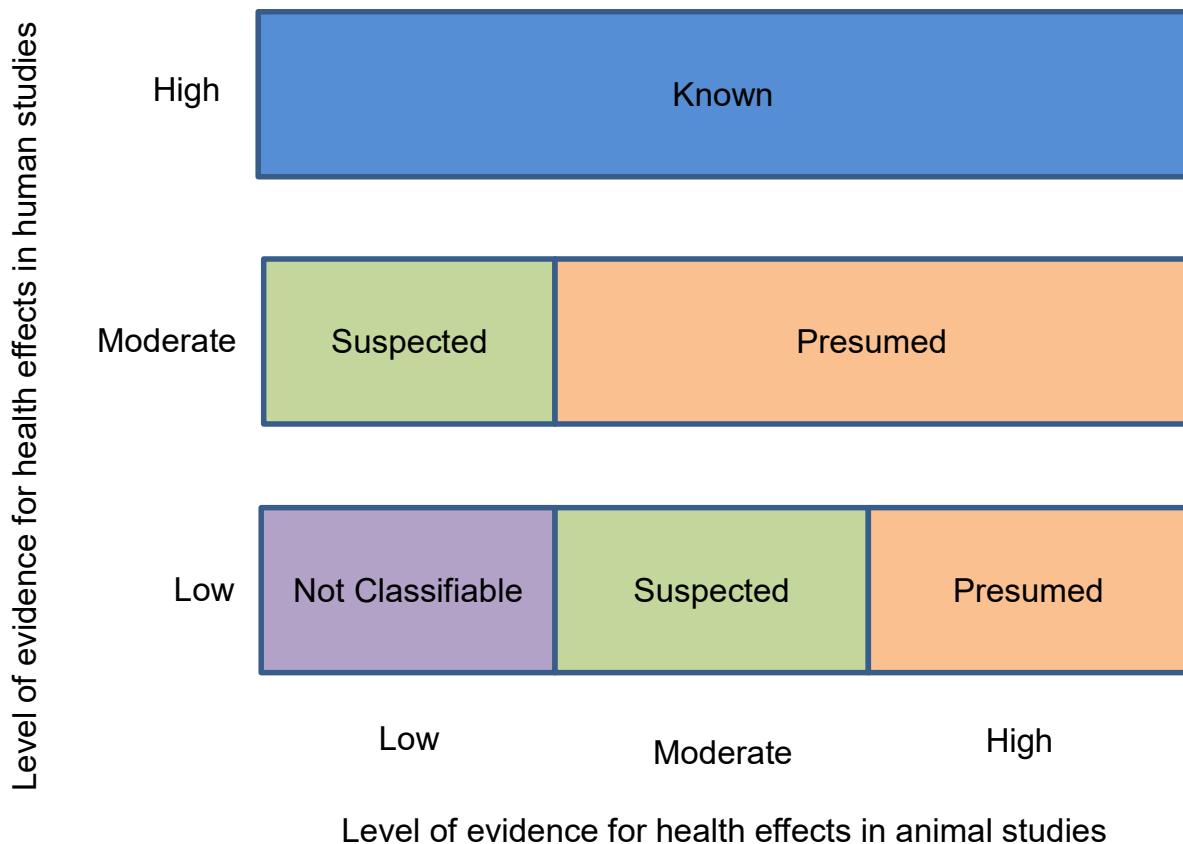 Level of evidence for health effects in human studies
High
Known
Moderate
Suspected
Presumed
Low
Not Classifiable
Suspected
Presumed
Low
Moderate
High
Level of evidence for health effects in animal studies